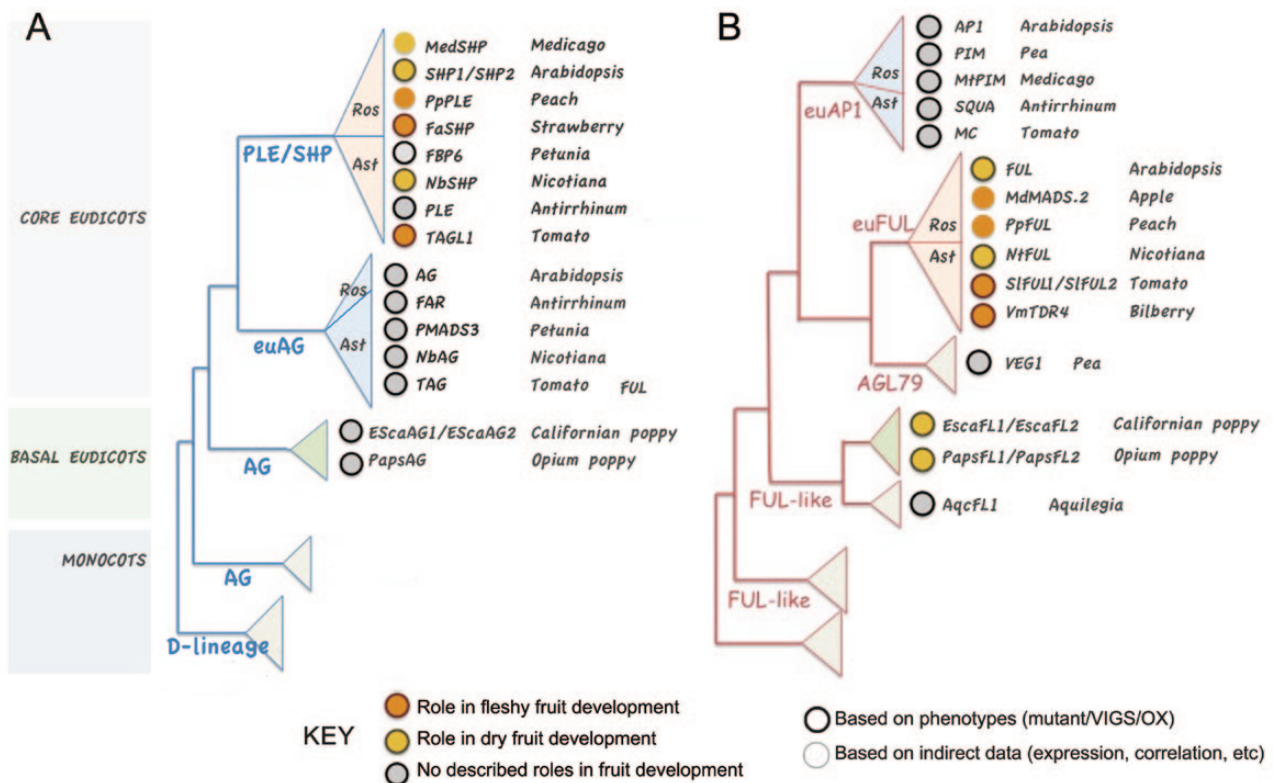 A
CORE EUDICOTS
BASAL EUDICOTS
MONOCOTS
PLE/SHP
Ros
Ast
MedSHP Medicago
SHP1/SHP2 Arabidopsis
PpPLE Peach
FaSHP Strawberry
FBP6 Petunia
NbSHP Nicotiana
PLE Antirrhinum
TAGL1 Tomato
euAG
Ros
Ast
AG Arabidopsis
FAR Antirrhinum
PMADS3 Petunia
NbAG Nicotiana
TAG Tomato FUL
AG
EScaAG1/EScaAG2 Californian poppy
PapsAG Opium poppy
AG
D-lineage
B
euAP1
Ros
Ast
AP1 Arabidopsis
PIM Pea
MtPIM Medicago
SQUA Antirrhinum
MC Tomato
euFUL
Ros
Ast
FUL Arabidopsis
MdMADS.2 Apple
PpFUL Peach
NtFUL Nicotiana
SlFUL1/SlFUL2 Tomato
VmTDR4 Bilberry
AGL79
VEG1 Pea
FUL-like
EscaFL1/EscaFL2 Californian poppy
PapsFL1/PapsFL2 Opium poppy
AqcFL1 Aquilegia
FUL-like
KEY
Role in fleshy fruit development
Role in dry fruit development
No described roles in fruit development
Based on phenotypes (mutant/VIGS/OX)
Based on indirect data (expression, correlation, etc)